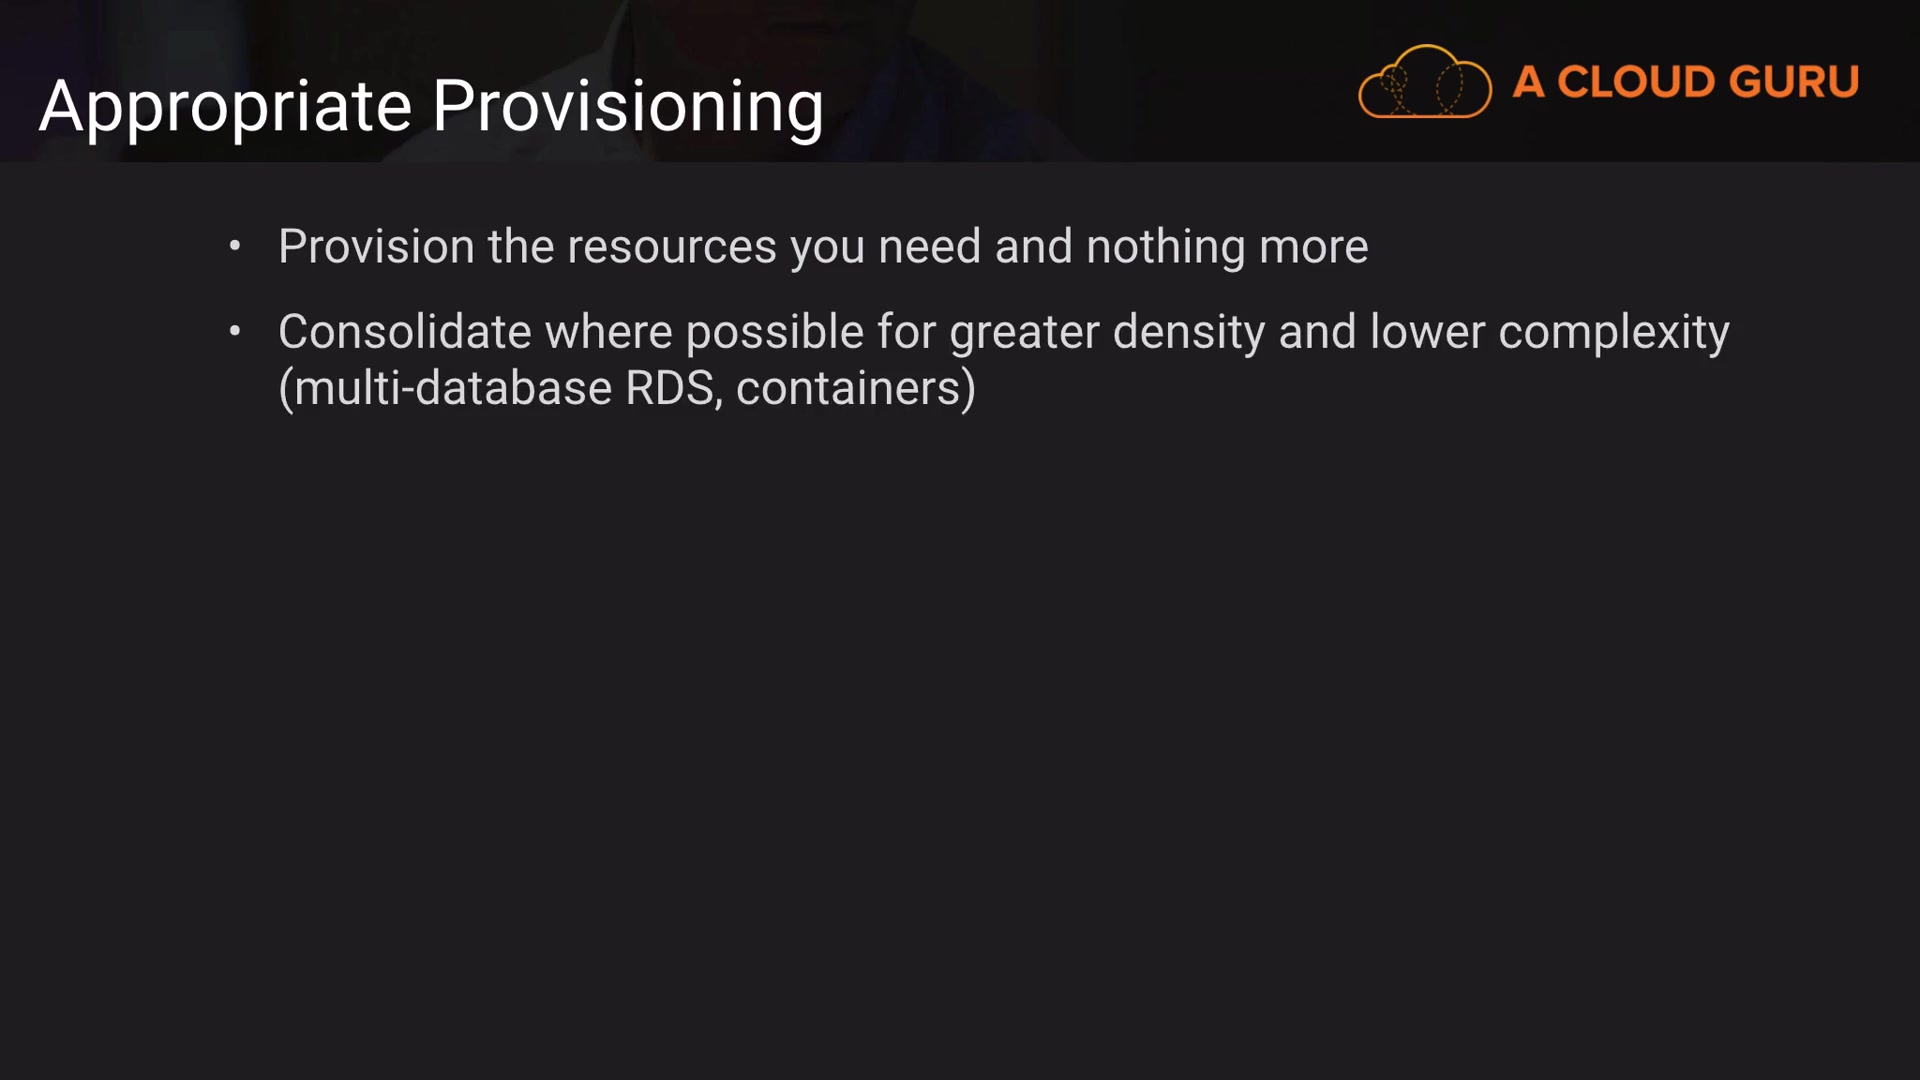 Appropriate Provisioning
A CLOUD GURU
• Provision the resources you need and nothing more
• Consolidate where possible for greater density and lower complexity
(multi-database RDS, containers)